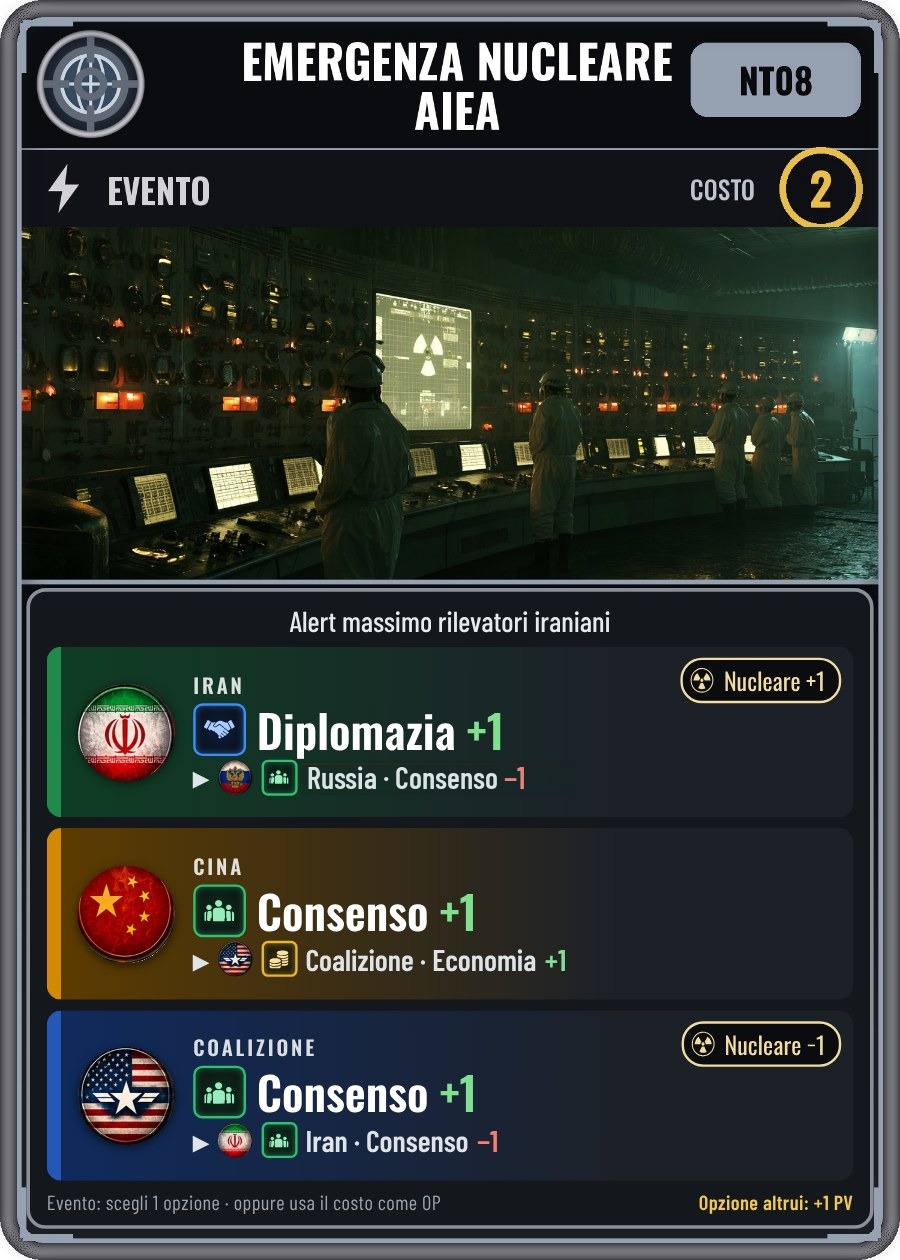 EMERGENZA NUCLEARE
AIEA
NT08
EVENTO
COSTO 2
Alert massimo rilevatori iraniani
IRAN
Nucleare +1
Diplomazia +1
▶ Russia · Consenso −1
CINA
Consenso +1
▶ Coalizione · Economia +1
COALIZIONE
Nucleare −1
Consenso +1
▶ Iran · Consenso −1
Evento: scegli 1 opzione · oppure usa il costo come OP
Opzione altrui: +1 PV